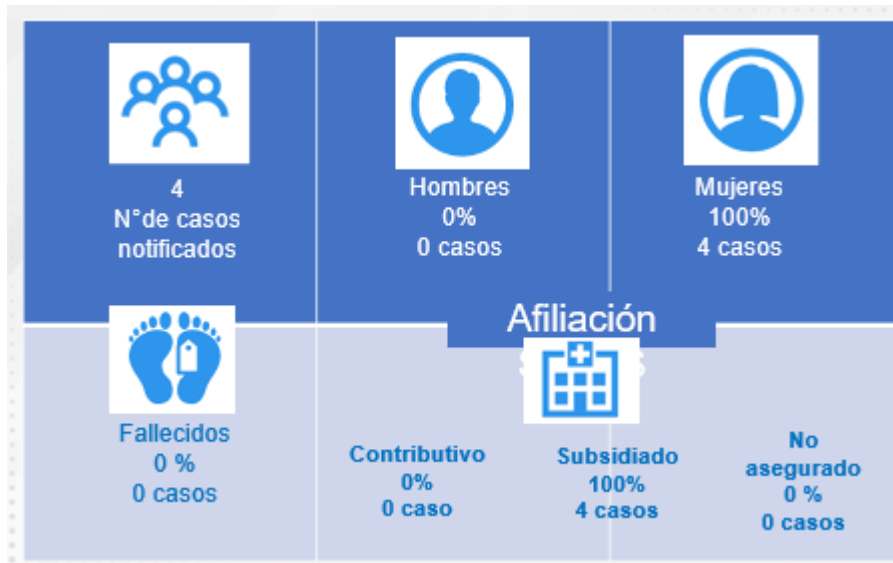 4
N°de casos
notificados
Hombres
0%
0 casos
Mujeres
100%
4 casos
Fallecidos
0 %
0 casos
Afiliación
Contributivo
0%
0 caso
Subsidiado
100%
4 casos
No
asegurado
0 %
0 casos